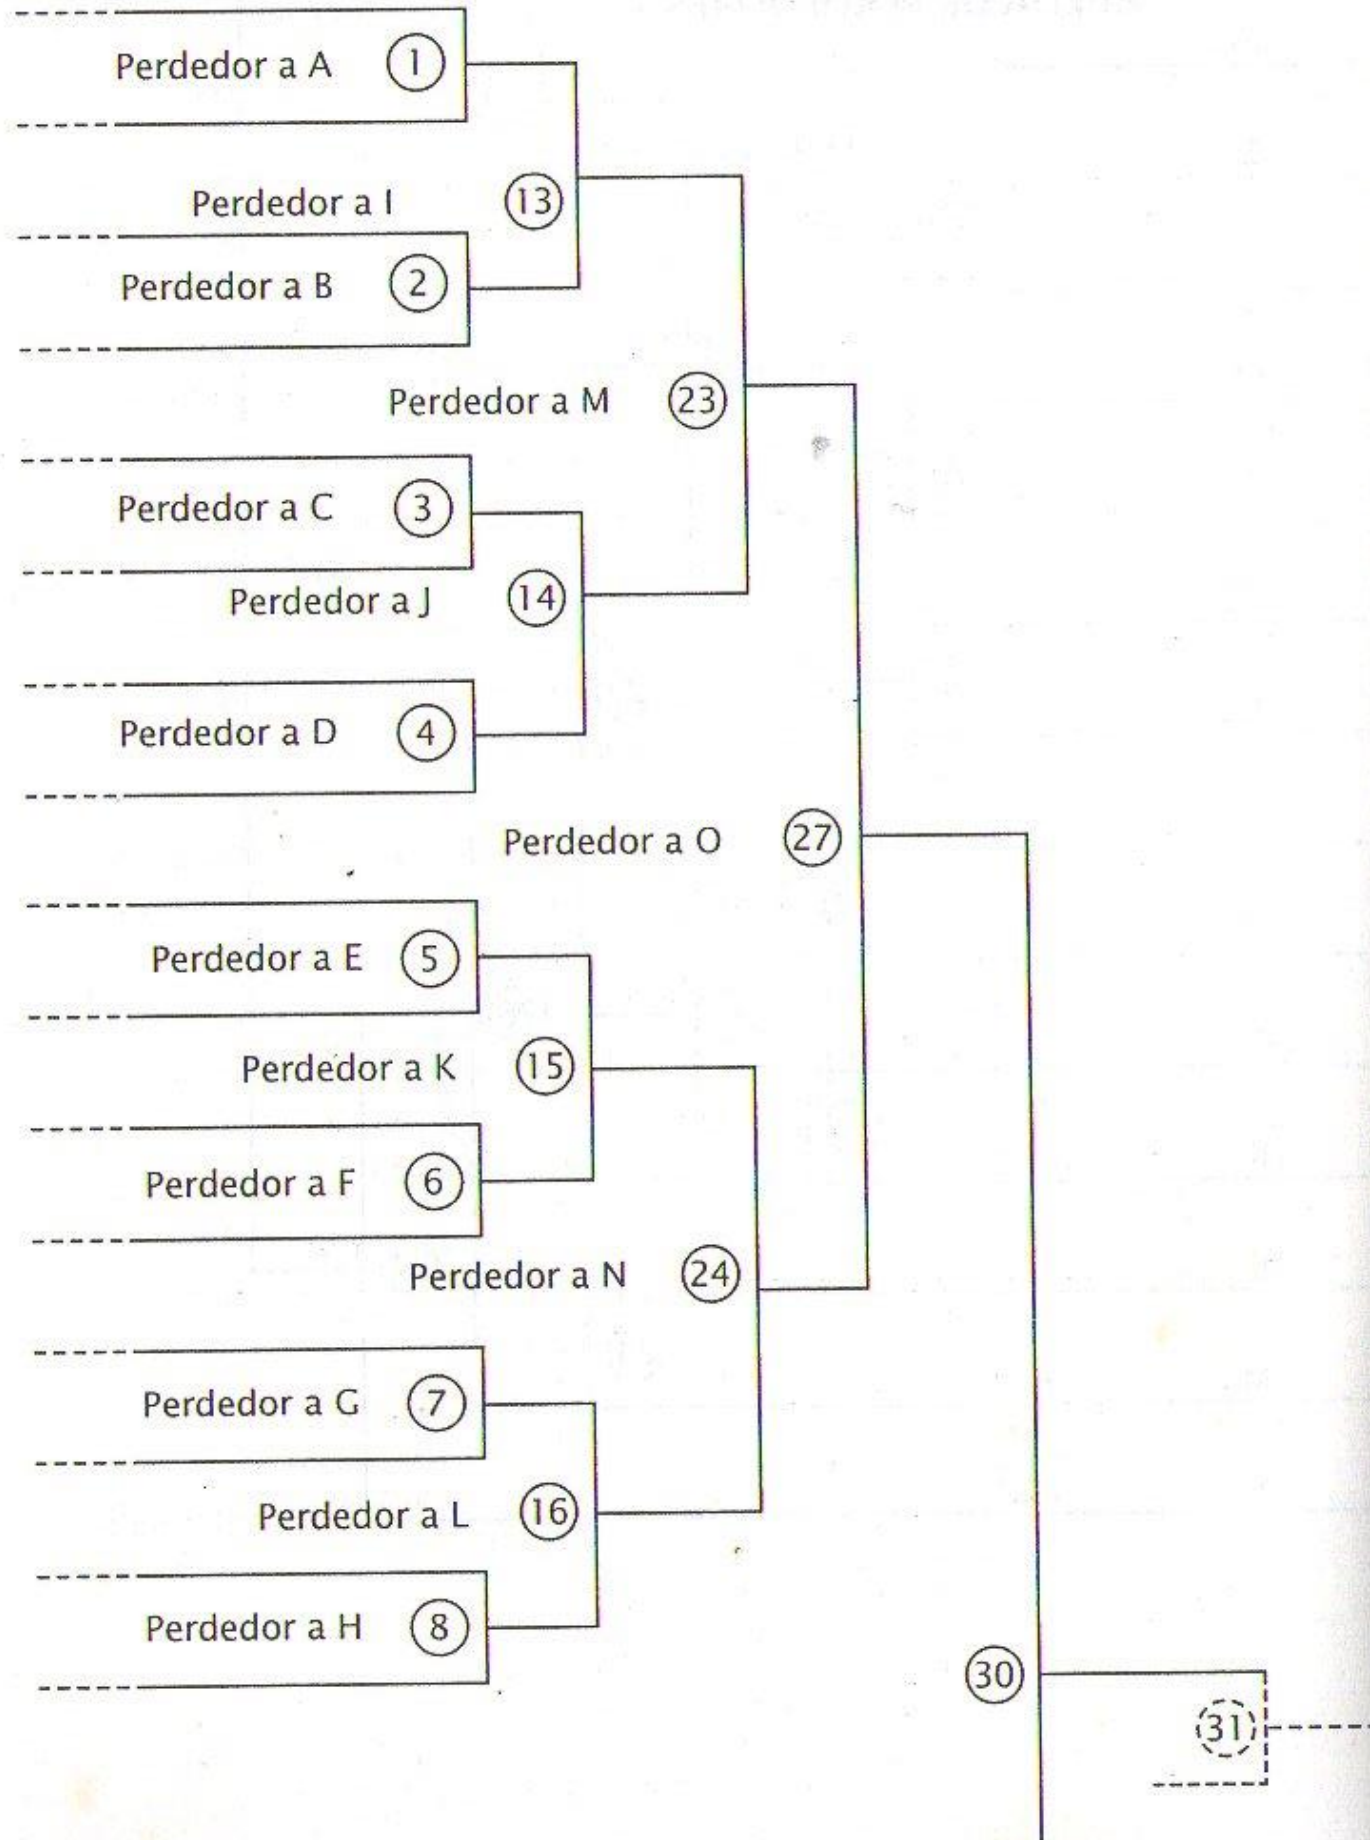 Perdedor a A 1
Perdedor a I 13
Perdedor a B 2
Perdedor a M 23
Perdedor a C 3
Perdedor a J 14
Perdedor a D 4
Perdedor a O 27
Perdedor a E 5
Perdedor a K 15
Perdedor a F 6
Perdedor a N 24
Perdedor a G 7
Perdedor a L 16
Perdedor a H 8
30
31